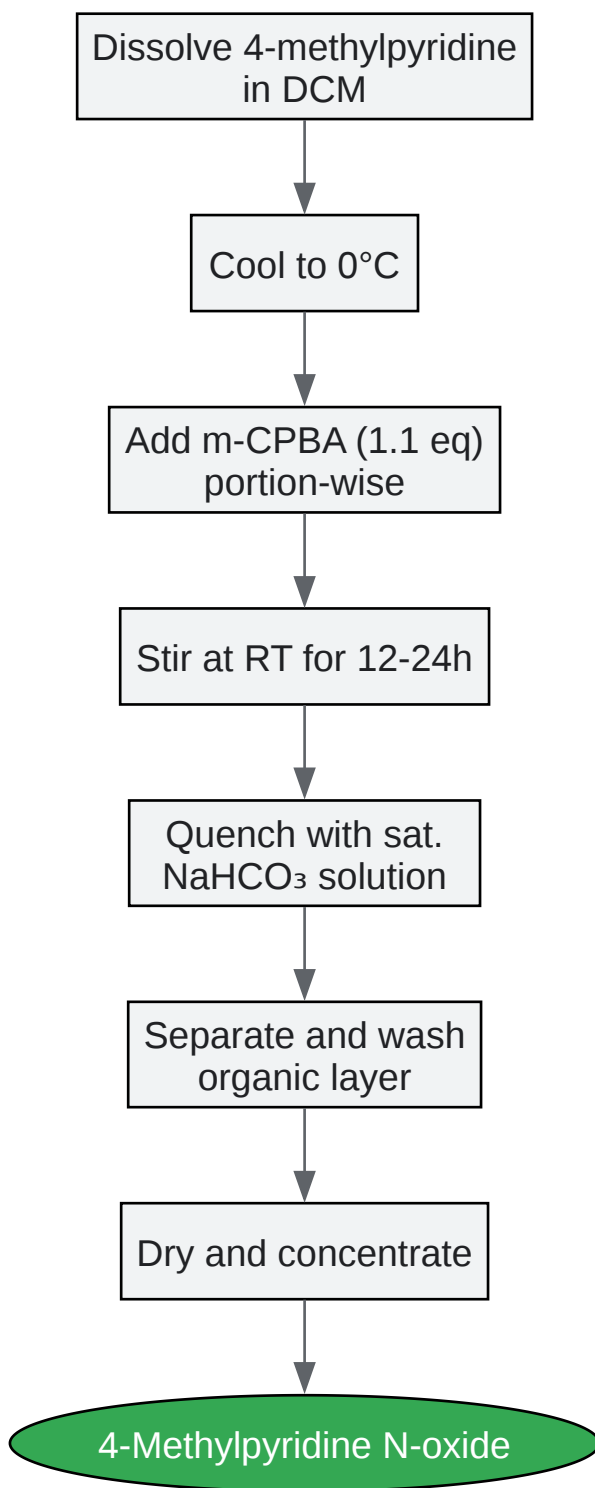 Dissolve 4-methylpyridine
in DCM
Cool to 0°C
Add m-CPBA (1.1 eq)
portion-wise
Stir at RT for 12-24h
Quench with sat.
NaHCO₃ solution
Separate and wash
organic layer
Dry and concentrate
4-Methylpyridine N-oxide